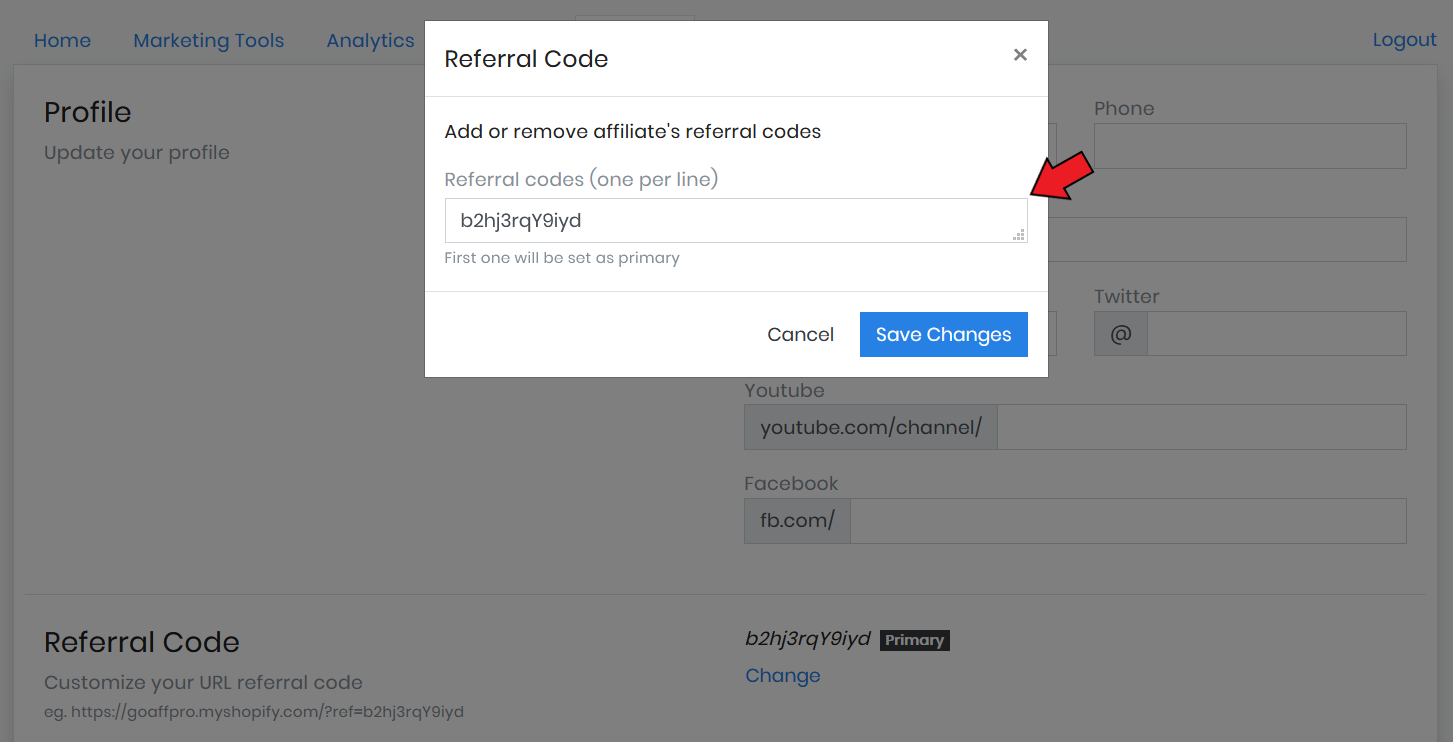 Home Marketing Tools Analytics Logout
Referral Code ×
Add or remove affiliate's referral codes
Referral codes (one per line)
b2hj3rqY9iyd
First one will be set as primary
Cancel Save Changes
Profile
Update your profile
Phone
Twitter
@
Youtube
youtube.com/channel/
Facebook
fb.com/
Referral Code
Customize your URL referral code
eg. https://goaffpro.myshopify.com/?ref=b2hj3rqY9iyd
b2hj3rqY9iyd Primary
Change